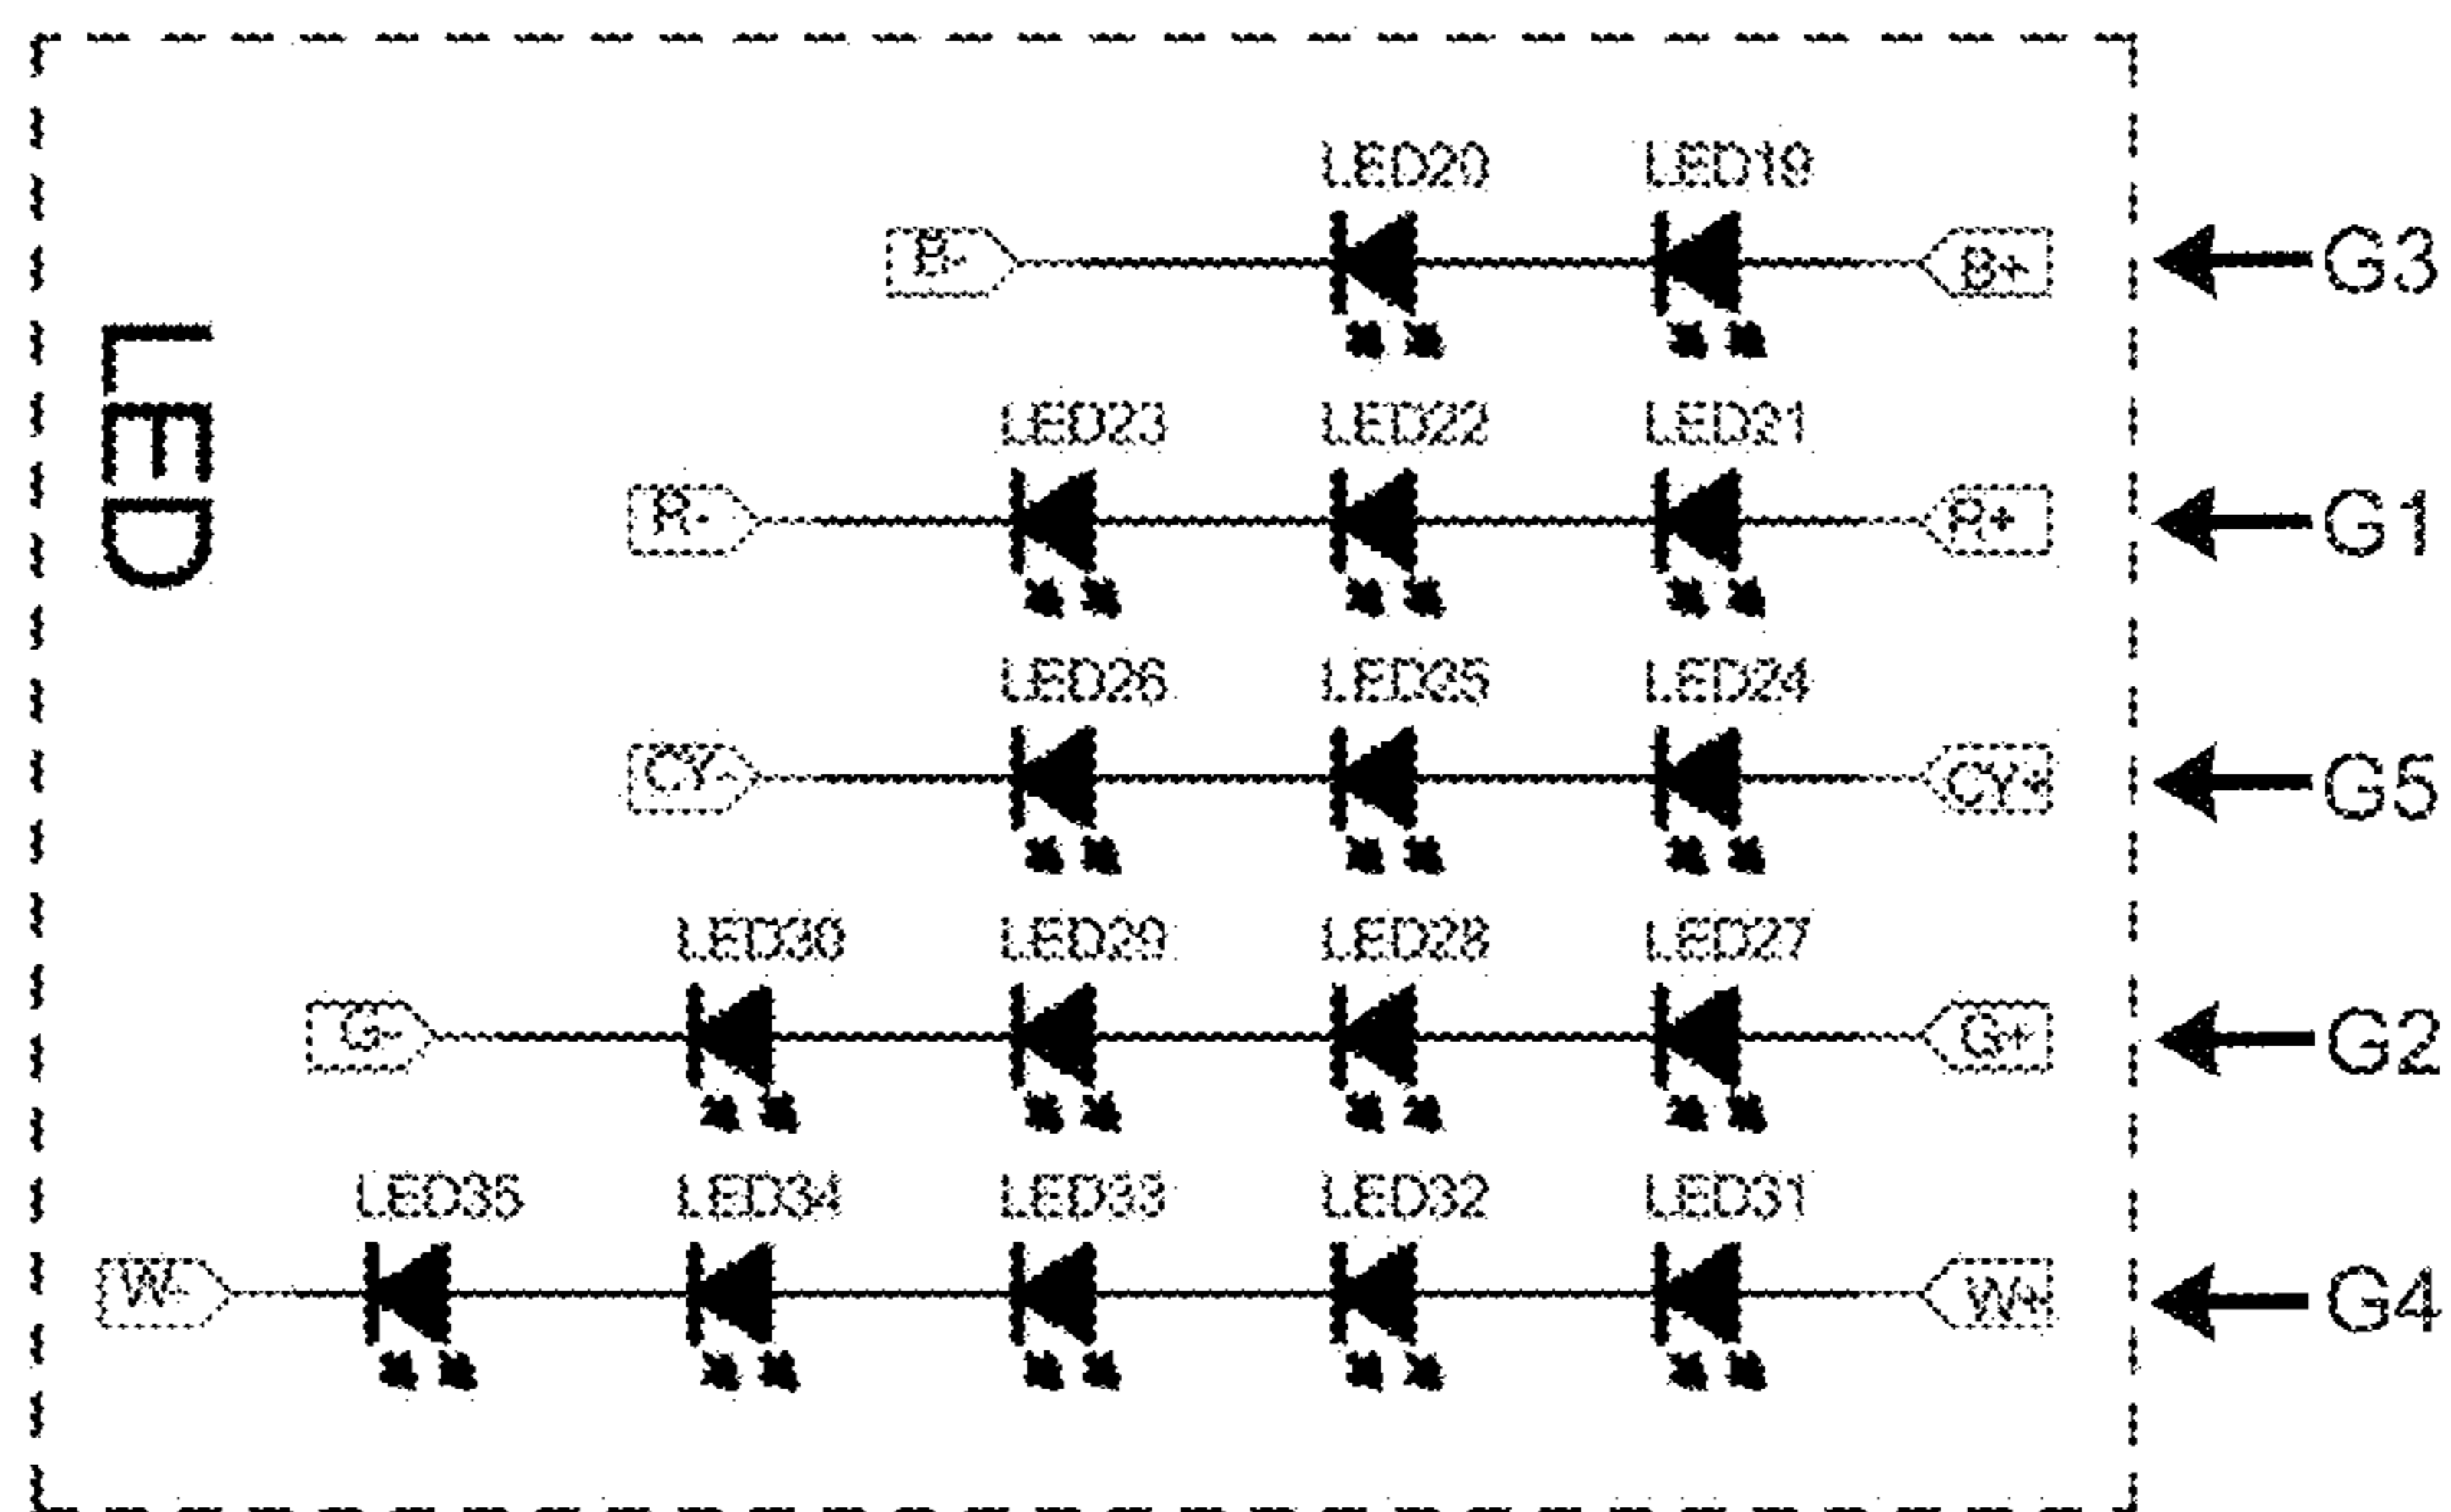 LED20 LED19
B- B+ G3
LED
LED23 LED22 LED21
R- R+ G1
LED26 LED25 LED24
CY- CY+ G5
LED30 LED29 LED28 LED27
G- G+ G2
LED35 LED34 LED33 LED32 LED31
W- W+ G4